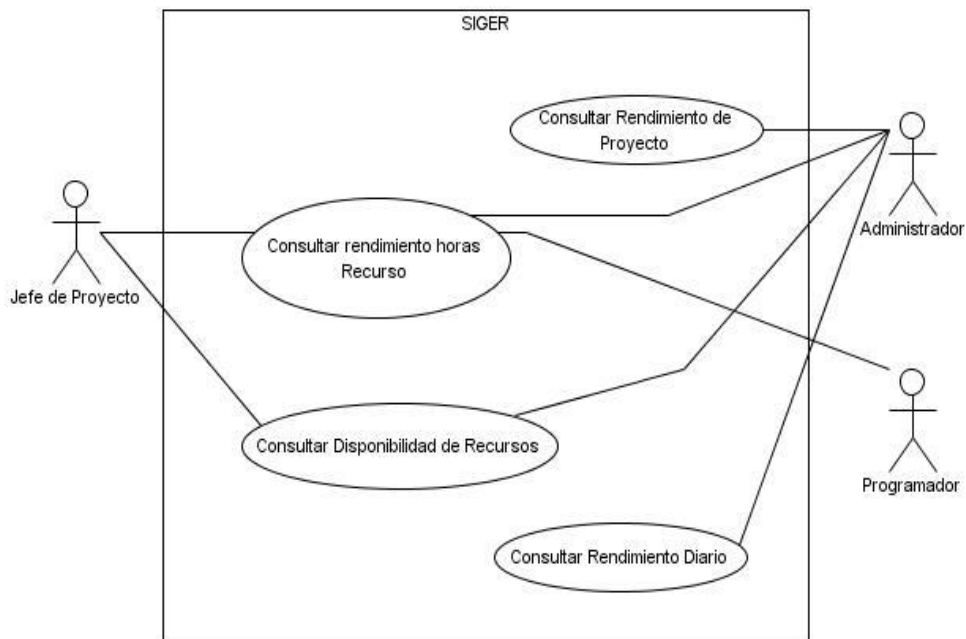 SIGER
Consultar Rendimiento de
Proyecto
Administrador
Consultar rendimiento horas
Recurso
Jefe de Proyecto
Consultar Disponibilidad de Recursos
Programador
Consultar Rendimiento Diario